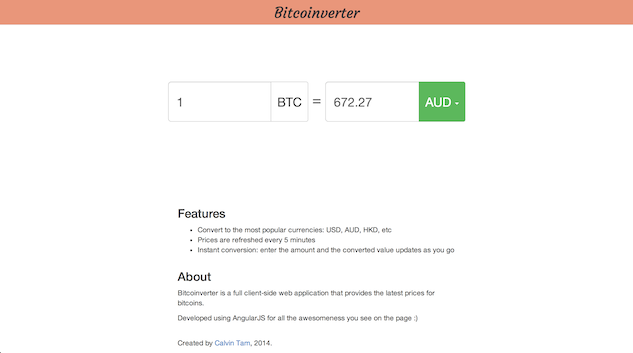 Bitcoinverter
1 BTC = 672.27 AUD
Features
• Convert to the most popular currencies: USD, AUD, HKD, etc
• Prices are refreshed every 5 minutes
• Instant conversion: enter the amount and the converted value updates as you go
About
Bitcoinverter is a full client-side web application that provides the latest prices for
bitcoins.
Developed using AngularJS for all the awesomeness you see on the page :)
Created by Calvin Tam, 2014.